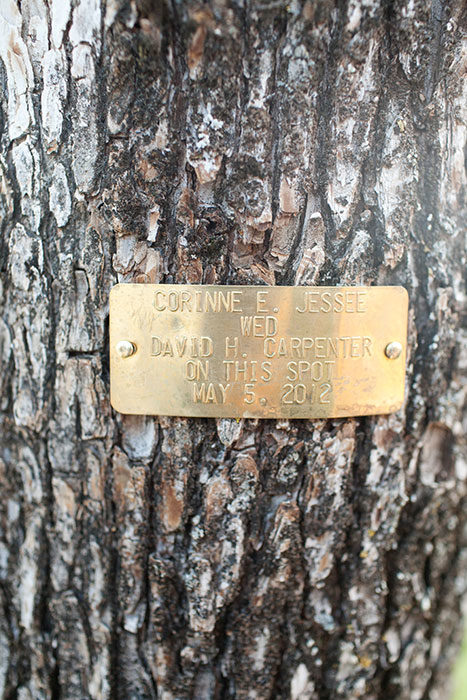 CORINNE E. JESSEE
WED
DAVID H. CARPENTER
ON THIS SPOT
MAY 5, 2012